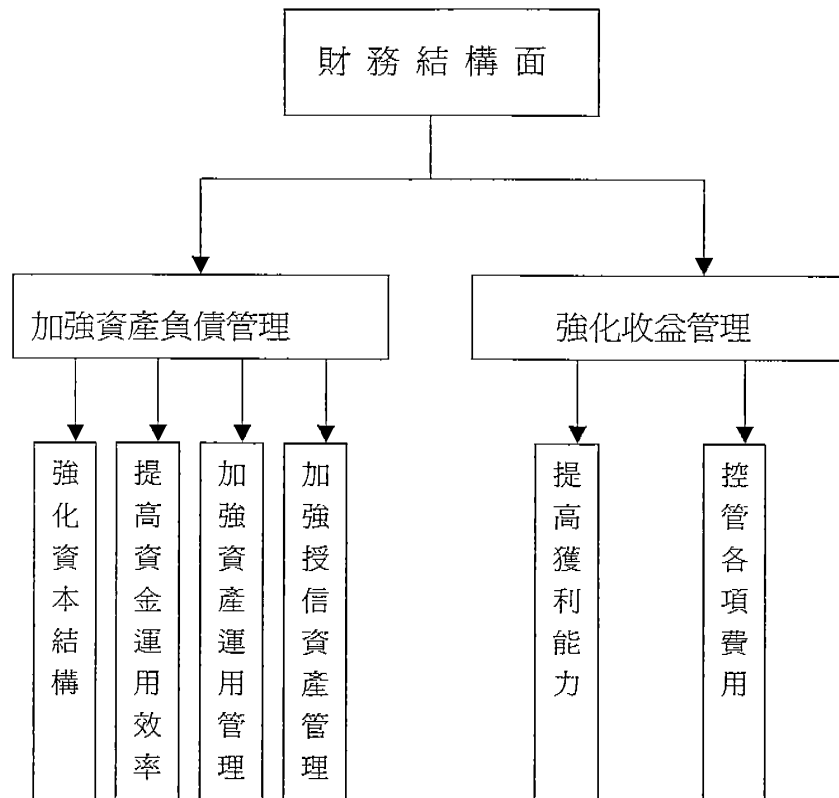 財務結構面
加強資產負債管理
強化收益管理
強化資本結構
提高資金運用效率
加強資產運用管理
加強授信資產管理
提高獲利能力
控管各項費用